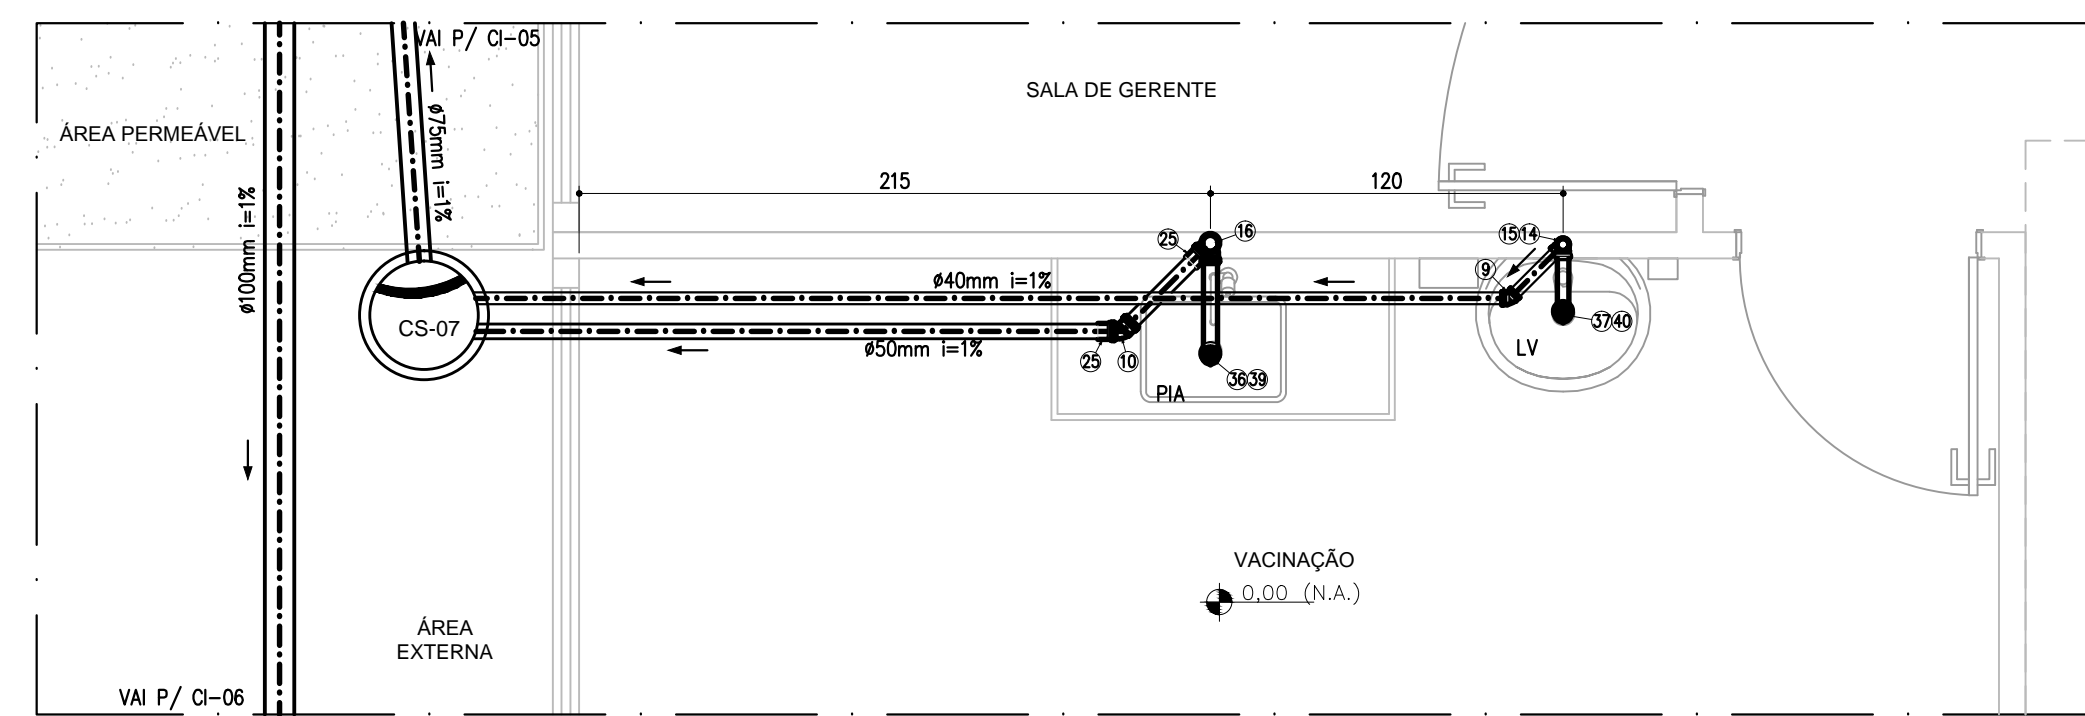 VAI P/ CI-05
SALA DE GERENTE
ÁREA PERMEÁVEL
ø75mm i=1%
ø100mm i=1%
215
120
25
16
15 14
9
ø40mm i=1%
CS-07
37 40
ø50mm i=1%
LV
25
10
36 39
PIA
VACINAÇÃO
0,00 (N.A.)
ÁREA
EXTERNA
VAI P/ CI-06